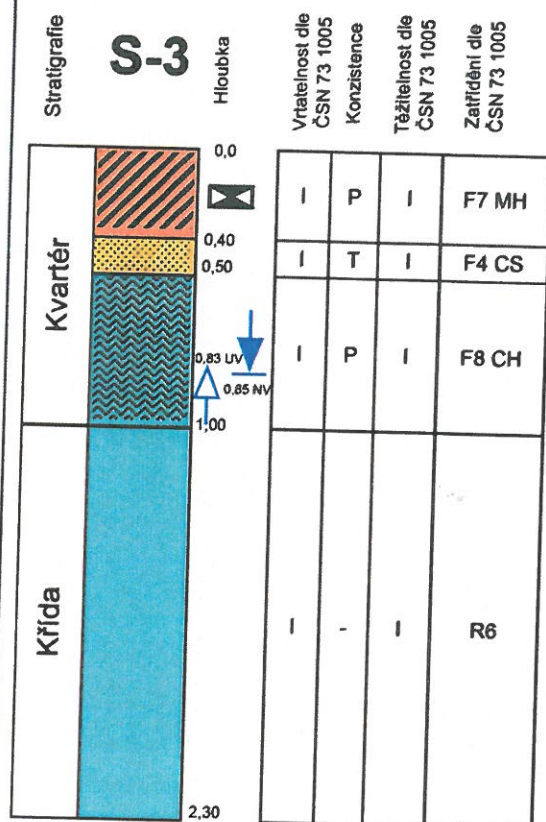 Stratigrafie
S-3
Hloubka
Vrtatelnost dle
ČSN 73 1005
Konzistence
Těžitelnost dle
ČSN 73 1005
Zatřídění dle
ČSN 73 1005
Kvartér
0,0
I P I F7 MH
0,40
I T I F4 CS
0,50
0,83 UV
I P I F8 CH
0,85 NV
1,00
Křída
I - I R6
2,30